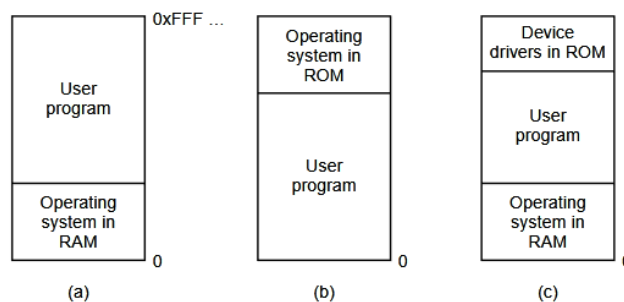 0xFFF ...
User
program
Operating
system in
RAM
0
(a)
Operating
system in
ROM
User
program
0
(b)
Device
drivers in ROM
User
program
Operating
system in
RAM
0
(c)